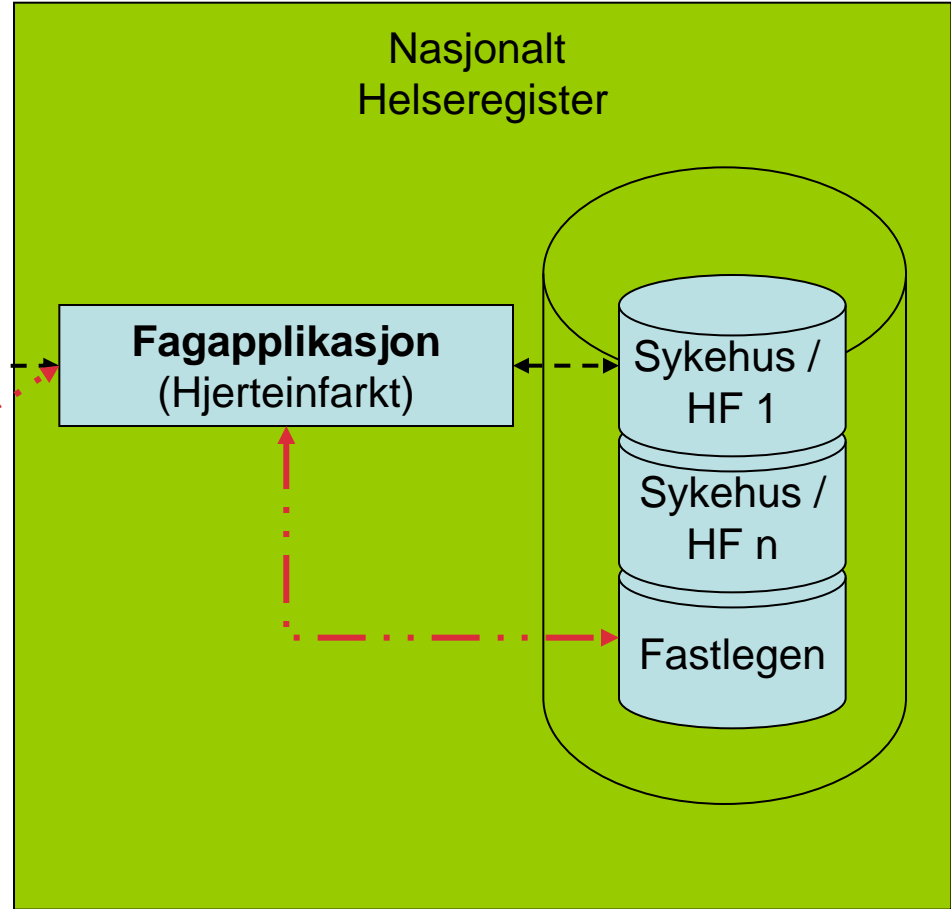 Nasjonalt
Helseregister
Fagapplikasjon
(Hjerteinfarkt)
Sykehus /
HF 1
Sykehus /
HF n
Fastlegen